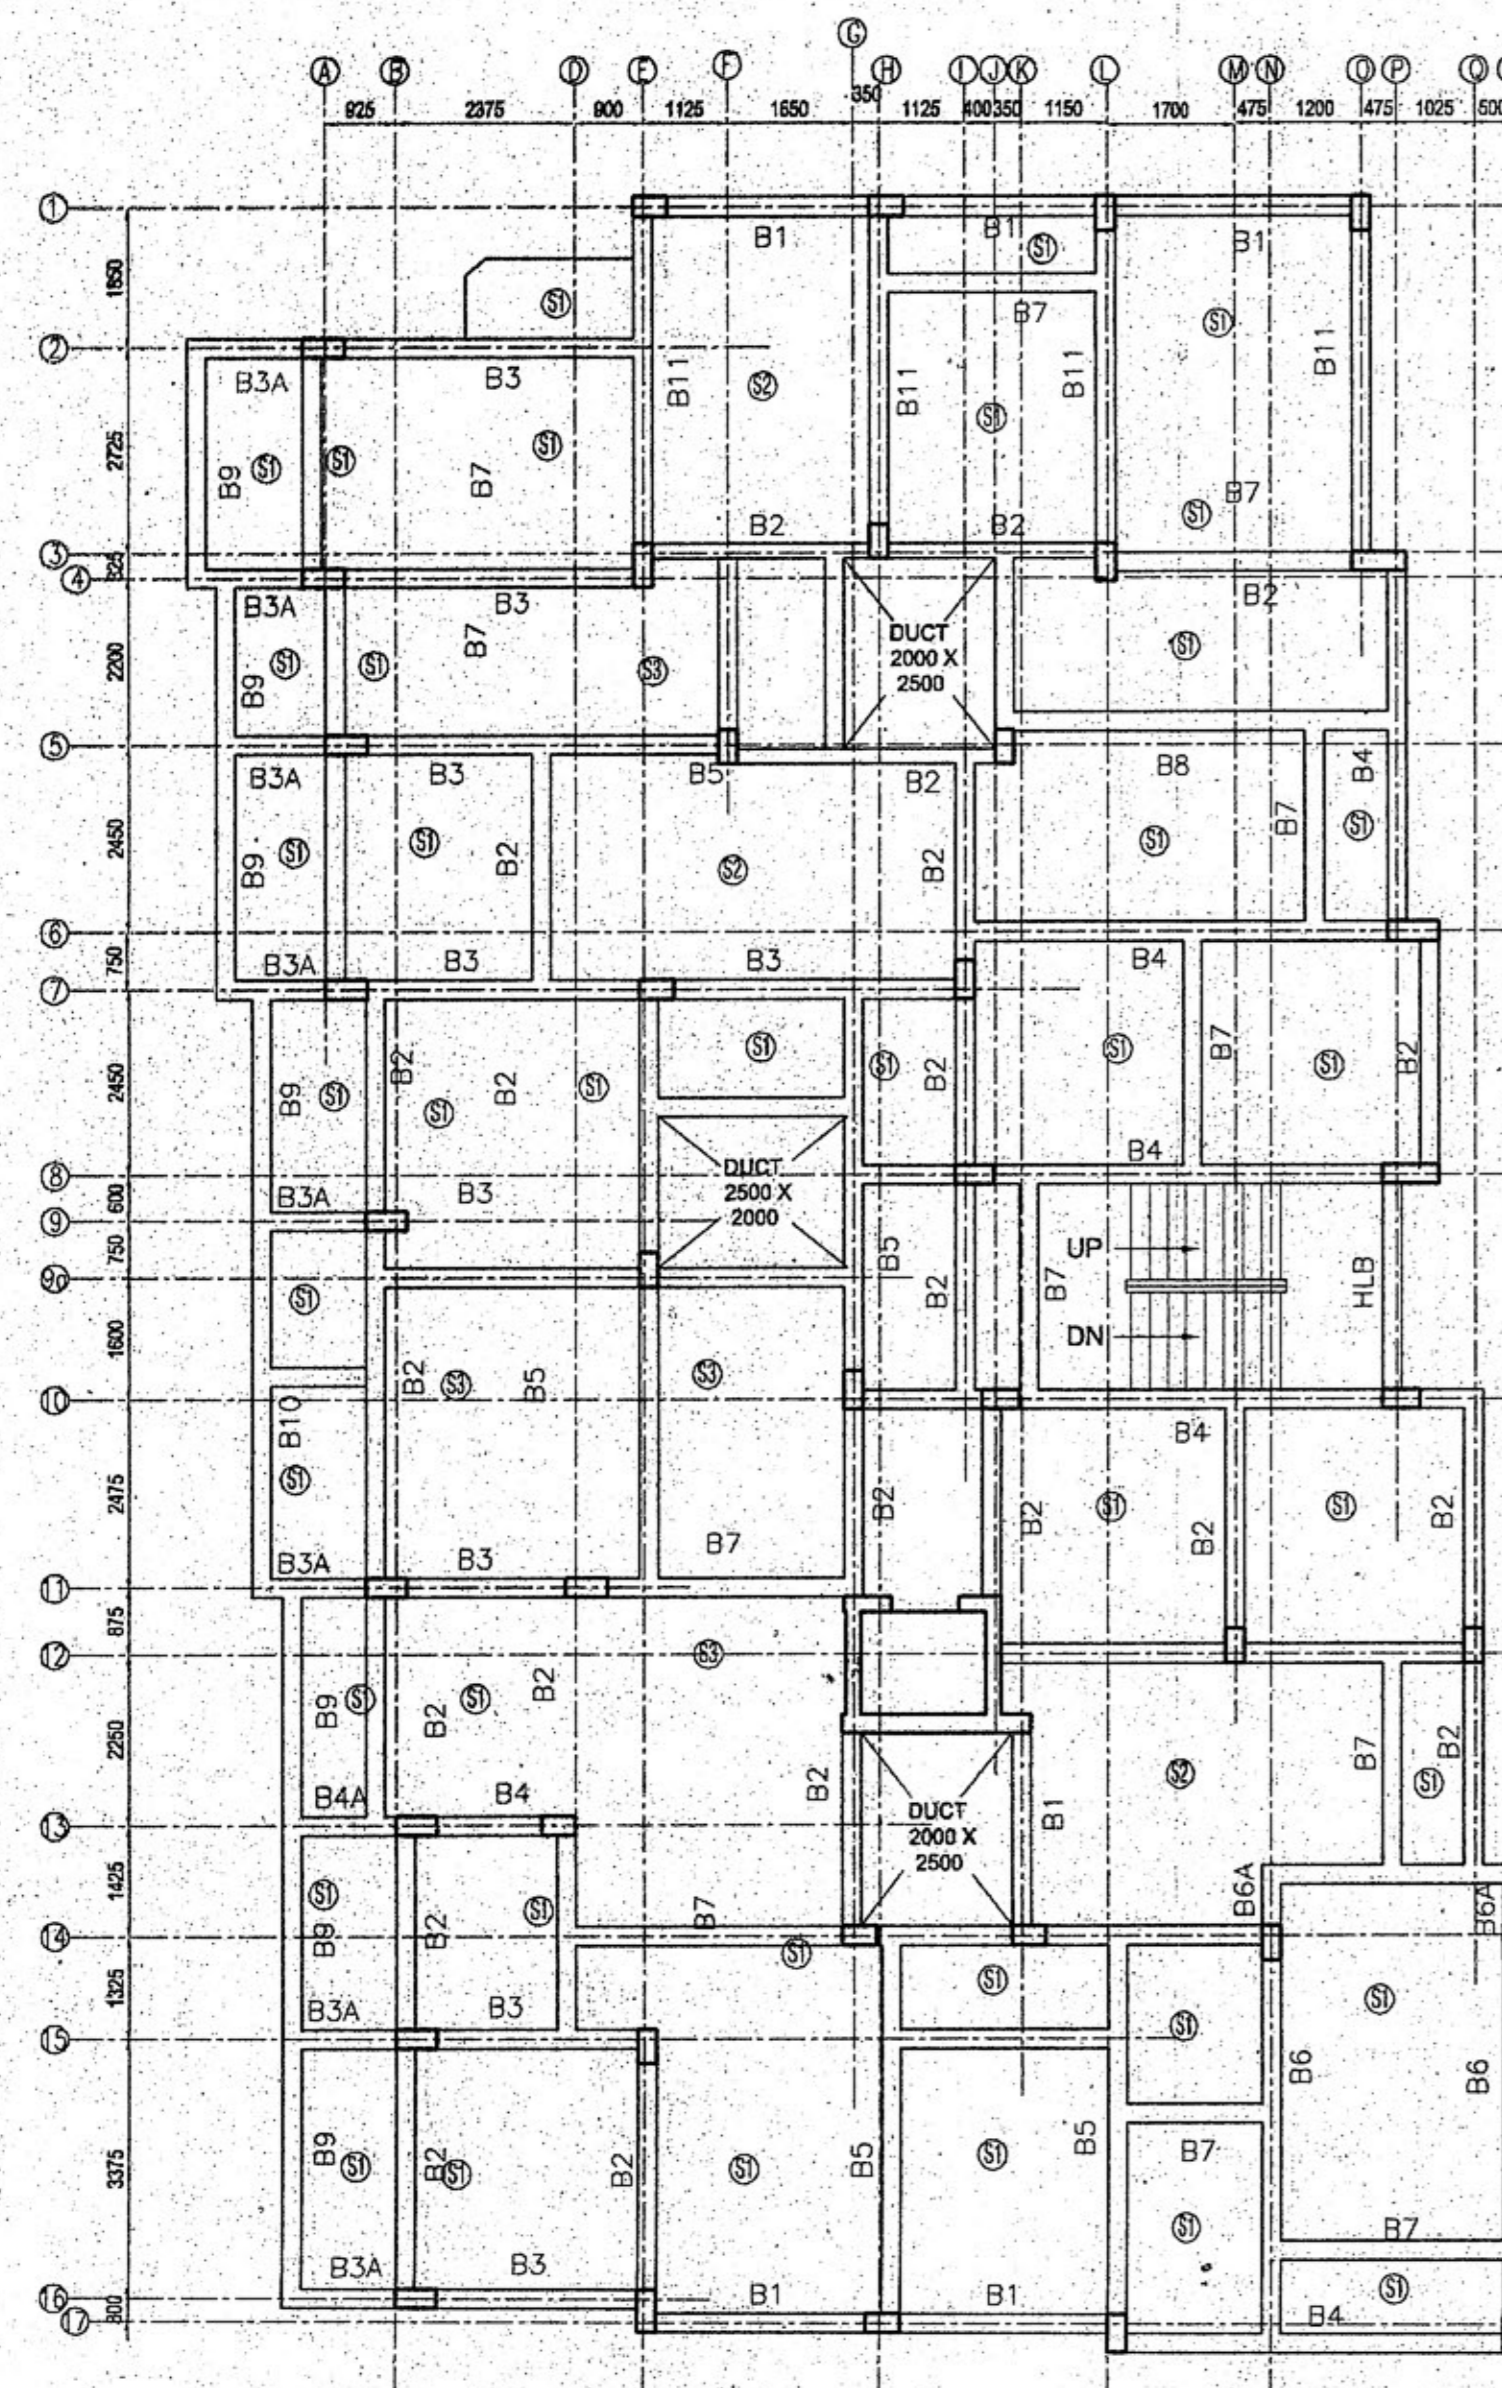 G
A B D E F H I J K L M N O P Q
925 2375 900 1125 1650 350 1125 400 350 1150 1700 475 1200 475 1025 500
1
B1 B1 S1 B1
1850
S1 B7 S1
2
B3A B3 B11 S2 B11 S1 B11 B11
2725
B9 S1 S1 B7 S1 B7 S1
B2 B2
3
325
4
B3A B3 B2
DUCT
2000 X
2500
2200
B9 S1 S1 B7 S3 S1
5
B3A B3 B5 B2 B8 B4
2450
B9 S1 S1 B2 S2 B2 S1 B7 S1
6
B3A B3 B3 B4
750
7
2450
B9 S1 B2 S1 B2 S1 S1 S1 B2 S1 B7 S1 B2
B4
8
DUCT
2500 X
2000
600
B3A B3
9
750
B5 UP
9a
S1 B2 B7 HLB
DN
1600
B2 S3 B5 S3
10
B10 B4
S1 B2 B2 S1 B2 S1 B2
2475
B3A B3 B7
11
875
12
S3
B9 S1 B2 S1 B2
2250
B2 B1 S2 B7 S1 B2
B4A B4
DUCT
2000 X
2500
13
1425
S1 S1 B7 B6A B6A
B9 B2
14
S1 S1 S1
1325
B3A B3 S1
15
B6 B6
3375
B9 S1 B2 S1 B2 S1 B5 S1 B5 B7
S1 B7
B3A B3 B1 B1 S1
16
300
B4
17